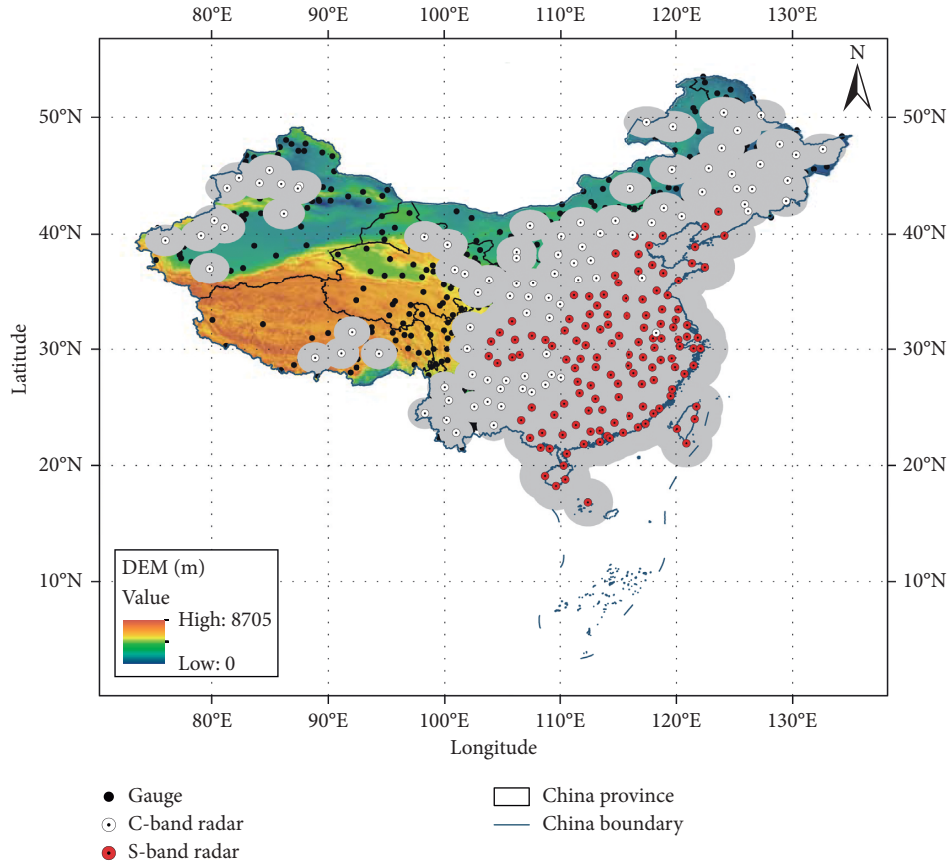 80°E 90°E 100°E 110°E 120°E 130°E
N
50°N 50°N
40°N 40°N
30°N 30°N
20°N 20°N
10°N 10°N
Latitude
DEM (m)
Value
High: 8705
Low: 0
80°E 90°E 100°E 110°E 120°E 130°E
Longitude
Gauge
C-band radar
S-band radar
China province
China boundary